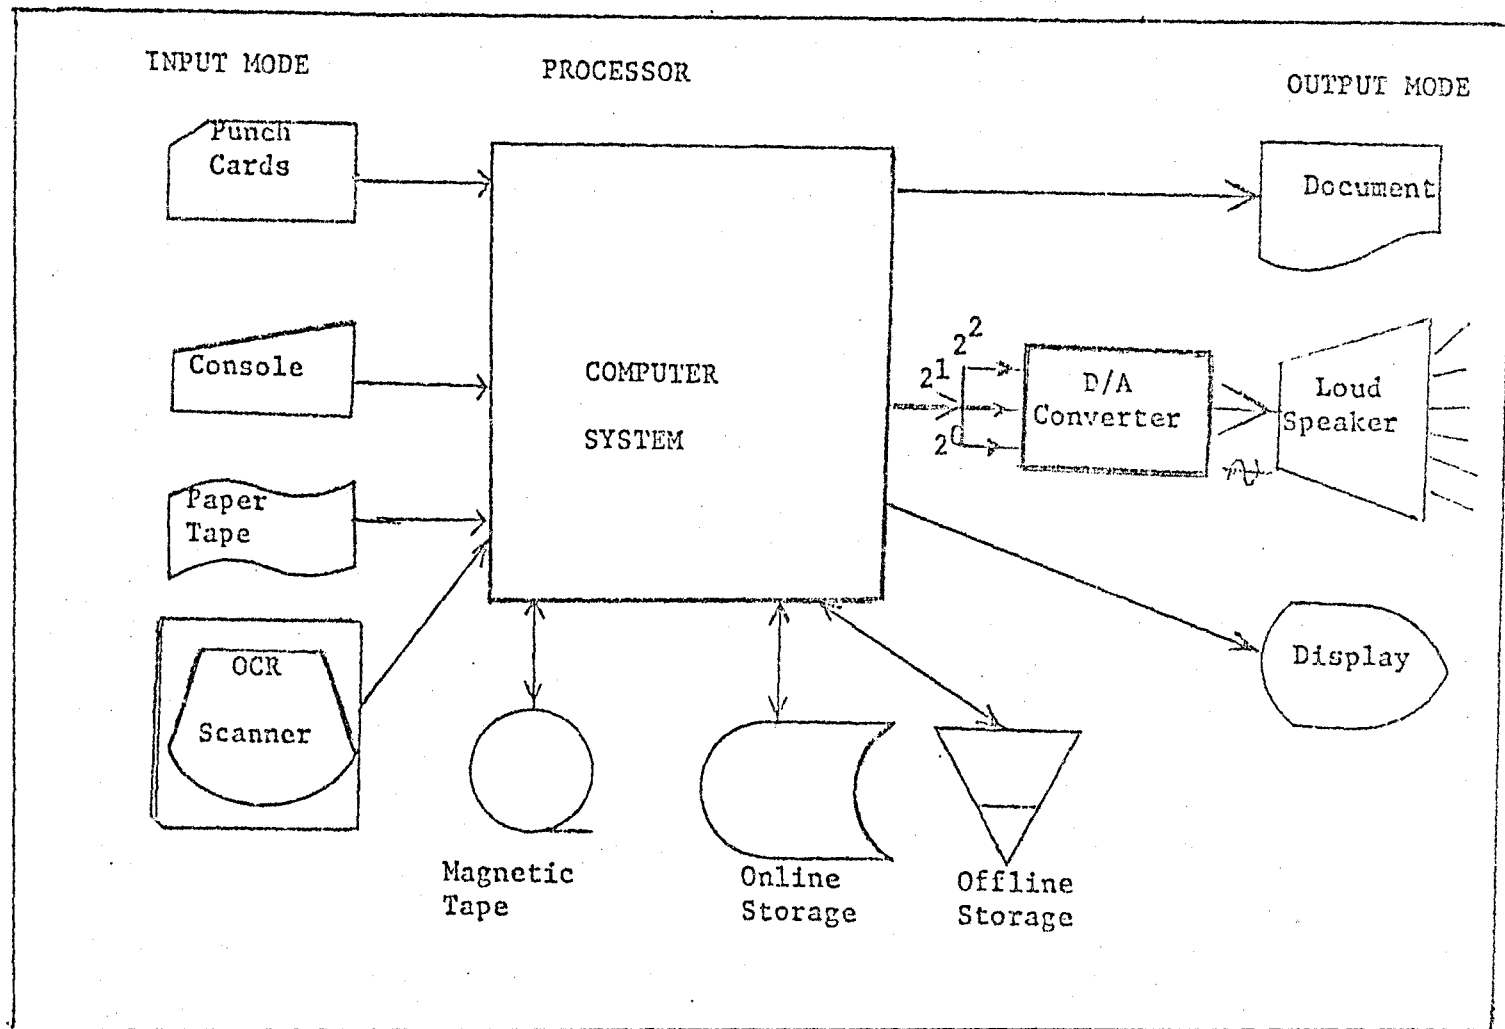 INPUT MODE
PROCESSOR
OUTPUT MODE
Punch
Cards
Document
Console
COMPUTER
SYSTEM
2^2
2^1
2^0
D/A
Converter
Loud
Speaker
Paper
Tape
OCR
Scanner
Display
Magnetic
Tape
Online
Storage
Offline
Storage